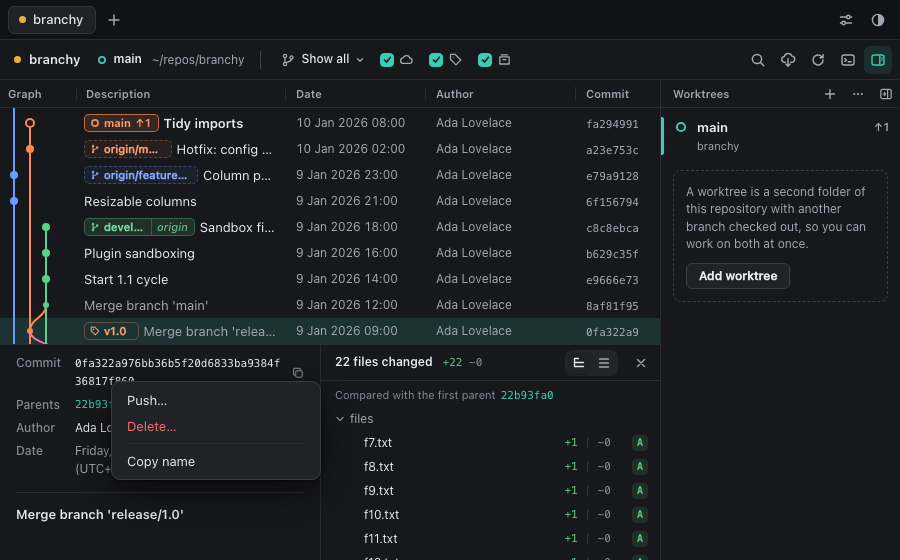 branchy
branchy main ~/repos/branchy Show all
Graph Description Date Author Commit
main ↑1 Tidy imports 10 Jan 2026 08:00 Ada Lovelace fa294991
origin/m... Hotfix: config ... 10 Jan 2026 02:00 Ada Lovelace a23e753c
origin/feature... Column p... 9 Jan 2026 23:00 Ada Lovelace e79a9128
Resizable columns 9 Jan 2026 21:00 Ada Lovelace 6f156794
devel... origin Sandbox fi... 9 Jan 2026 18:00 Ada Lovelace c8c8ebca
Plugin sandboxing 9 Jan 2026 16:00 Ada Lovelace b629c35f
Start 1.1 cycle 9 Jan 2026 14:00 Ada Lovelace e9666e73
Merge branch 'main' 9 Jan 2026 12:00 Ada Lovelace 8af81f95
v1.0 Merge branch 'relea... 9 Jan 2026 09:00 Ada Lovelace 0fa322a9
Worktrees
main ↑1
branchy
A worktree is a second folder of
this repository with another
branch checked out, so you can
work on both at once.
Add worktree
Commit 0fa322a976bb36b5f20d6833ba9384f
36817f860
Parents 22b93f
Author Ada Lo
Date Friday,
(UTC+
Push...
Delete...
Copy name
Merge branch 'release/1.0'
22 files changed +22 −0
Compared with the first parent 22b93fa0
files
f7.txt +1 −0 A
f8.txt +1 −0 A
f9.txt +1 −0 A
f10.txt +1 −0 A
f11.txt +1 −0 A